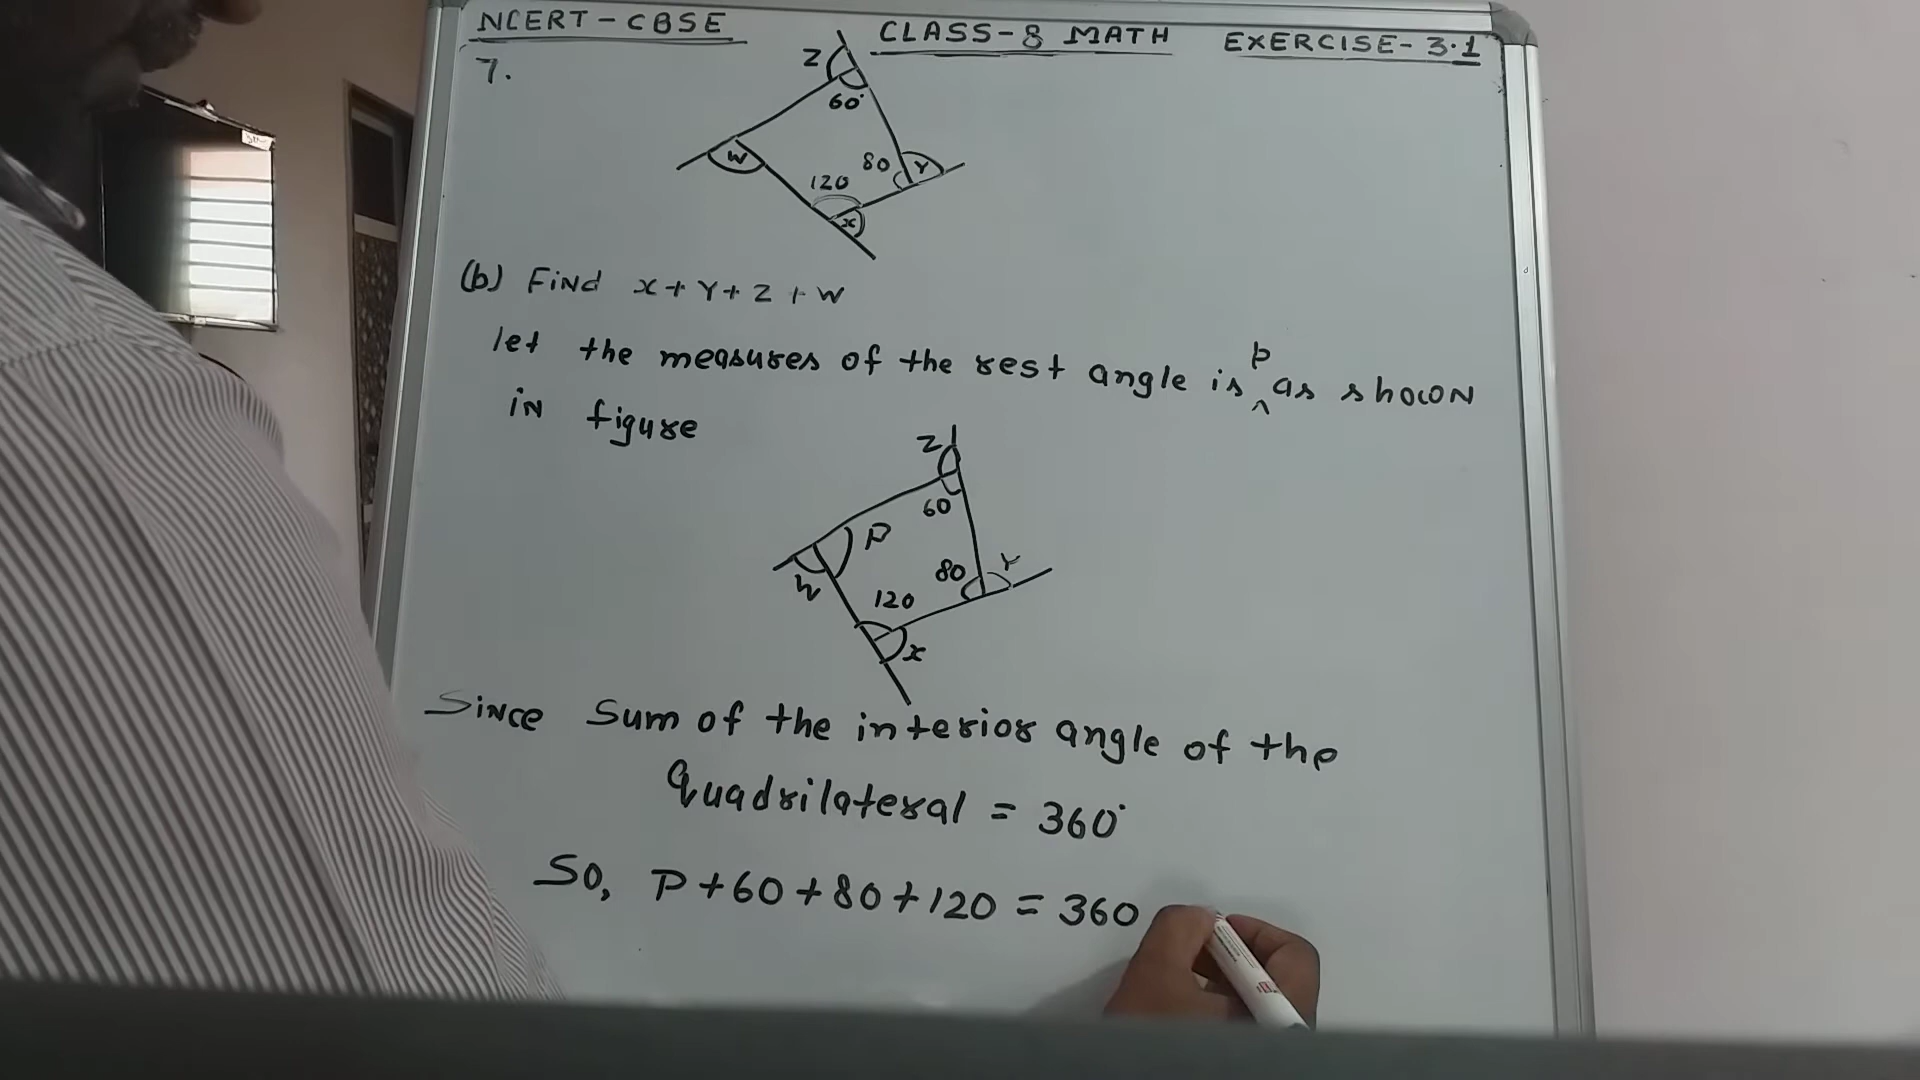 NCERT - CBSE CLASS-8 MATH EXERCISE- 3.1
7.
Z
60°
W
80 Y
120
x
(b) Find x + Y + Z + W
let the measures of the rest angle is p as shown
in figure
Z
60
P
80 Y
W
120
x
Since Sum of the interior angle of the
Quadrilateral = 360°
So, P + 60 + 80 + 120 = 360